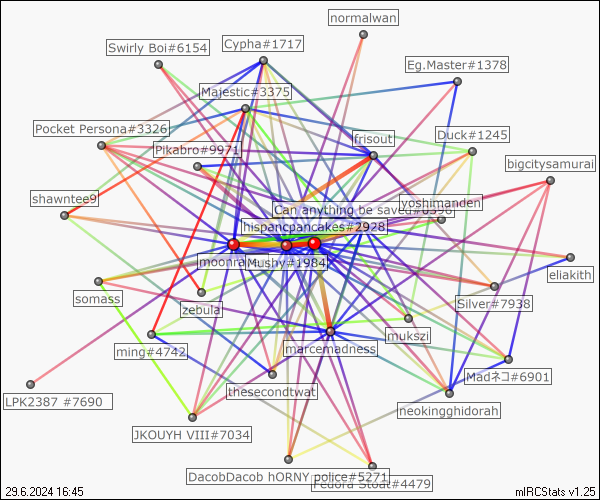 normalwan
Swirly Boi#6154
Cypha#1717
Eg.Master#1378
Majestic#3375
Pocket Persona#3326
frisout
Duck#1245
Pikabro#9971
bigcitysamurai
shawntee9
yoshimanden
Can anything be saved
hispancpancakes#2928
Mushy#1984
eliakith
somass
zebula
Silver#7938
mukszi
ming#4742
marcemadness
Madネコ#6901
thesecondtwat
LPK2387 #7690
neokingghidorah
JKOUYH VIII#7034
DacobDacob hORNY police#5271
Fedora Stoat#4479
29.6.2024 16:45
mIRCStats v1.25